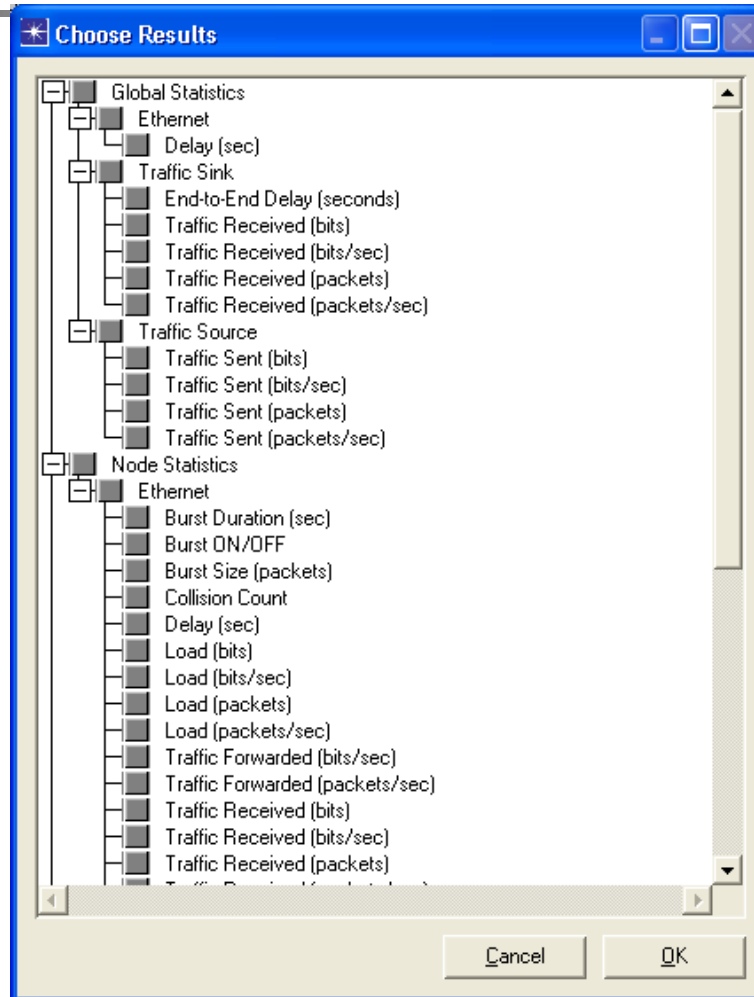 Choose Results
Global Statistics
Ethernet
Delay (sec)
Traffic Sink
End-to-End Delay (seconds)
Traffic Received (bits)
Traffic Received (bits/sec)
Traffic Received (packets)
Traffic Received (packets/sec)
Traffic Source
Traffic Sent (bits)
Traffic Sent (bits/sec)
Traffic Sent (packets)
Traffic Sent (packets/sec)
Node Statistics
Ethernet
Burst Duration (sec)
Burst ON/OFF
Burst Size (packets)
Collision Count
Delay (sec)
Load (bits)
Load (bits/sec)
Load (packets)
Load (packets/sec)
Traffic Forwarded (bits/sec)
Traffic Forwarded (packets/sec)
Traffic Received (bits)
Traffic Received (bits/sec)
Traffic Received (packets)
Cancel OK